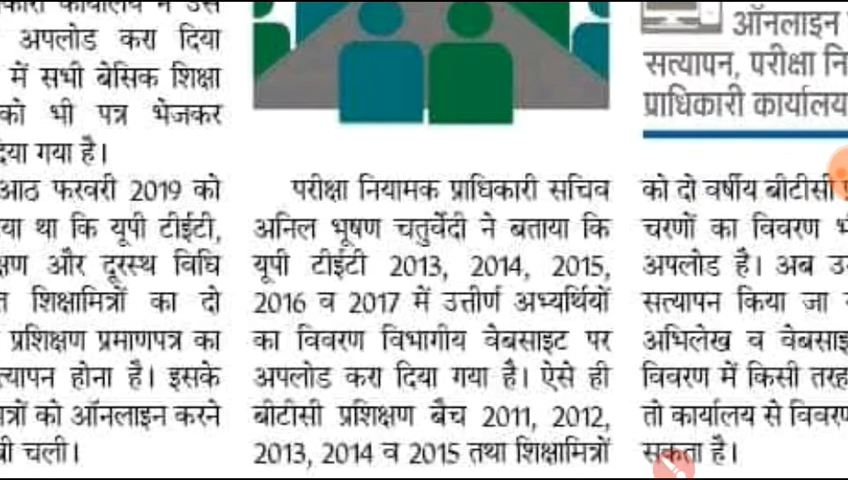 में उस
अपलोड करा दिया
में सभी बेसिक शिक्षा
को भी पत्र भेजकर
गया है।
आठ फरवरी 2019 को
था कि यूपी टीईटी,
और दूरस्थ विधि
शिक्षामित्रों का दो
प्रशिक्षण प्रमाणपत्र का
होना है। इसके
को ऑनलाइन करने
चली।
परीक्षा नियामक प्राधिकारी सचिव
अनिल भूषण चतुर्वेदी ने बताया कि
यूपी टीईटी 2013, 2014, 2015,
2016 व 2017 में उत्तीर्ण अभ्यर्थियों
का विवरण विभागीय वेबसाइट पर
अपलोड करा दिया गया है। ऐसे ही
बीटीसी प्रशिक्षण बैच 2011, 2012,
2013, 2014 व 2015 तथा शिक्षामित्रों
ऑनलाइन
सत्यापन, परीक्षा नि
प्राधिकारी कार्यालय
को दो वर्षीय बीटीसी
चरणों का विवरण
अपलोड है। अब
सत्यापन किया जा
अभिलेख व वेबसाइ
विवरण में किसी तरह
तो कार्यालय से विवरण
सकता है।